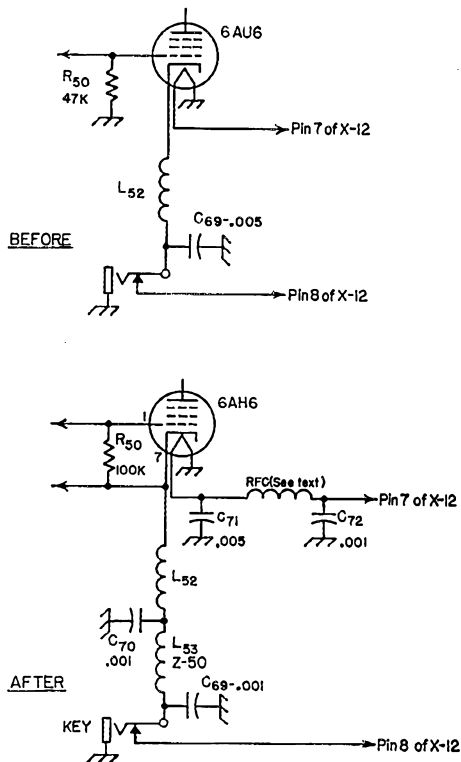 6AU6
R50
47K
Pin 7 of X-12
L52
C69-.005
BEFORE
Pin 8 of X-12
6AH6
1
R50
100K
7
RFC(See text)
Pin 7 of X-12
C71
.005
C72
.001
L52
C70
.001
L53
Z-50
AFTER
C69-.001
KEY
Pin 8 of X-12